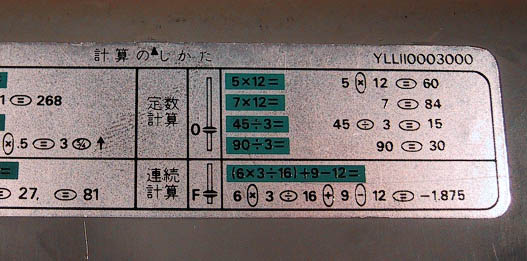 計算のしかた YLLII0003000
=
1 = 268
× .5 = 3 % ↑
=
÷ 27, = 81
定数
計算
0
5×12= 5 × 12 = 60
7×12= 7 = 84
45÷3= 45 ÷ 3 = 15
90÷3= 90 = 30
連続
計算
F
(6×3÷16)+9-12=
6 × 3 ÷ 16 + 9 - 12 = -1.875